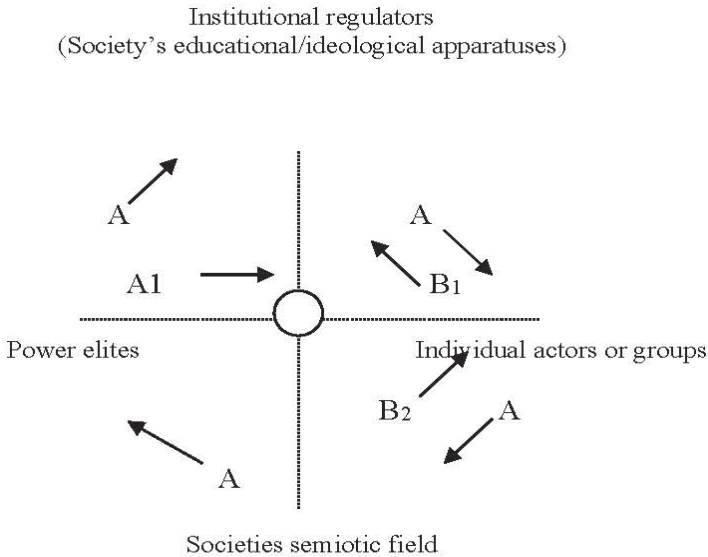 Institutional regulators
(Society's educational/ideological apparatuses)
A
A
A1
B1
Power elites
Individual actors or groups
B2
A
A
Societies semiotic field